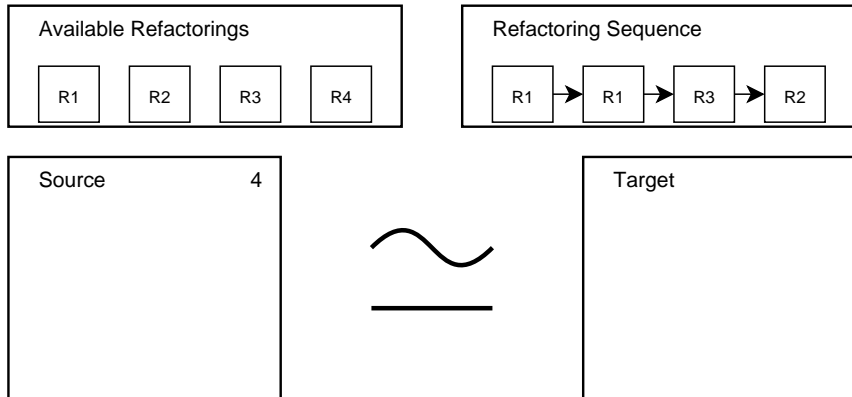 Available Refactorings
R1 R2 R3 R4
Refactoring Sequence
R1 R1 R3 R2
Source 4
Target